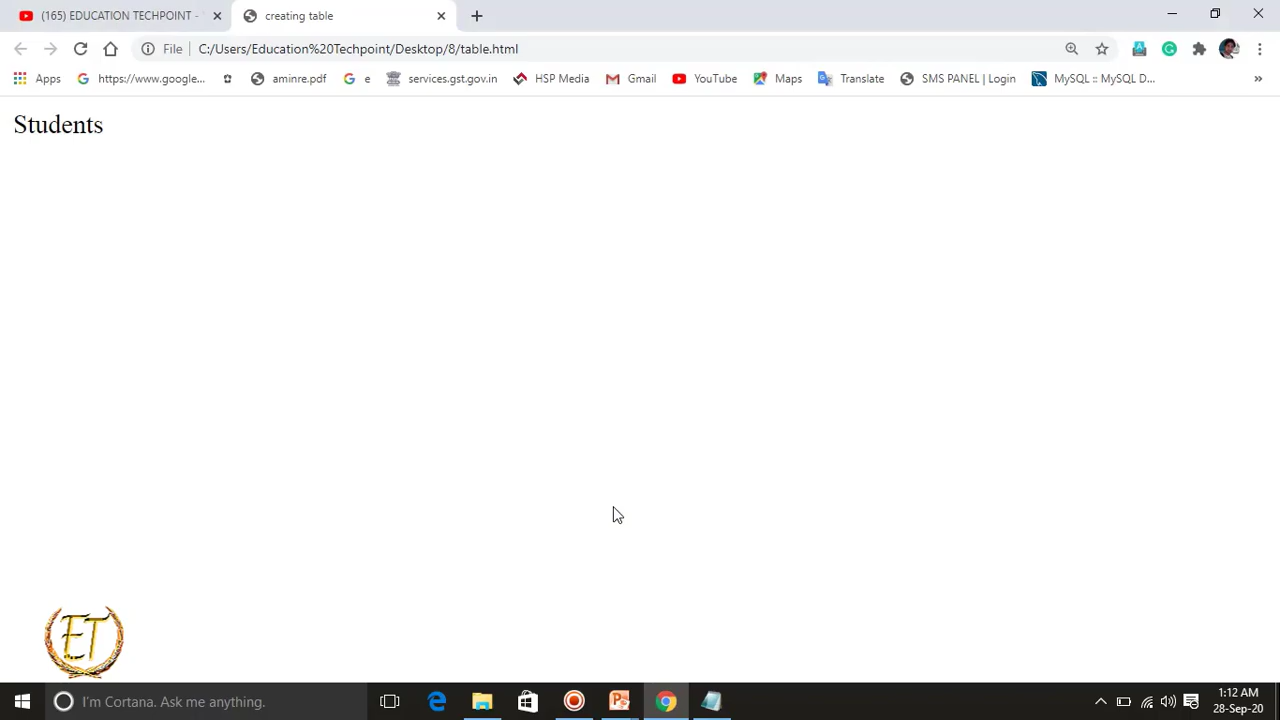 (165) EDUCATION TECHPOINT -
creating table
File
C:/Users/Education%20Techpoint/Desktop/8/table.html
Apps
https://www.google...
aminre.pdf
e
services.gst.gov.in
HSP Media
Gmail
YouTube
Maps
Translate
SMS PANEL | Login
MySQL :: MySQL D...
»
Students
ET
I'm Cortana. Ask me anything.
1:12 AM
28-Sep-20